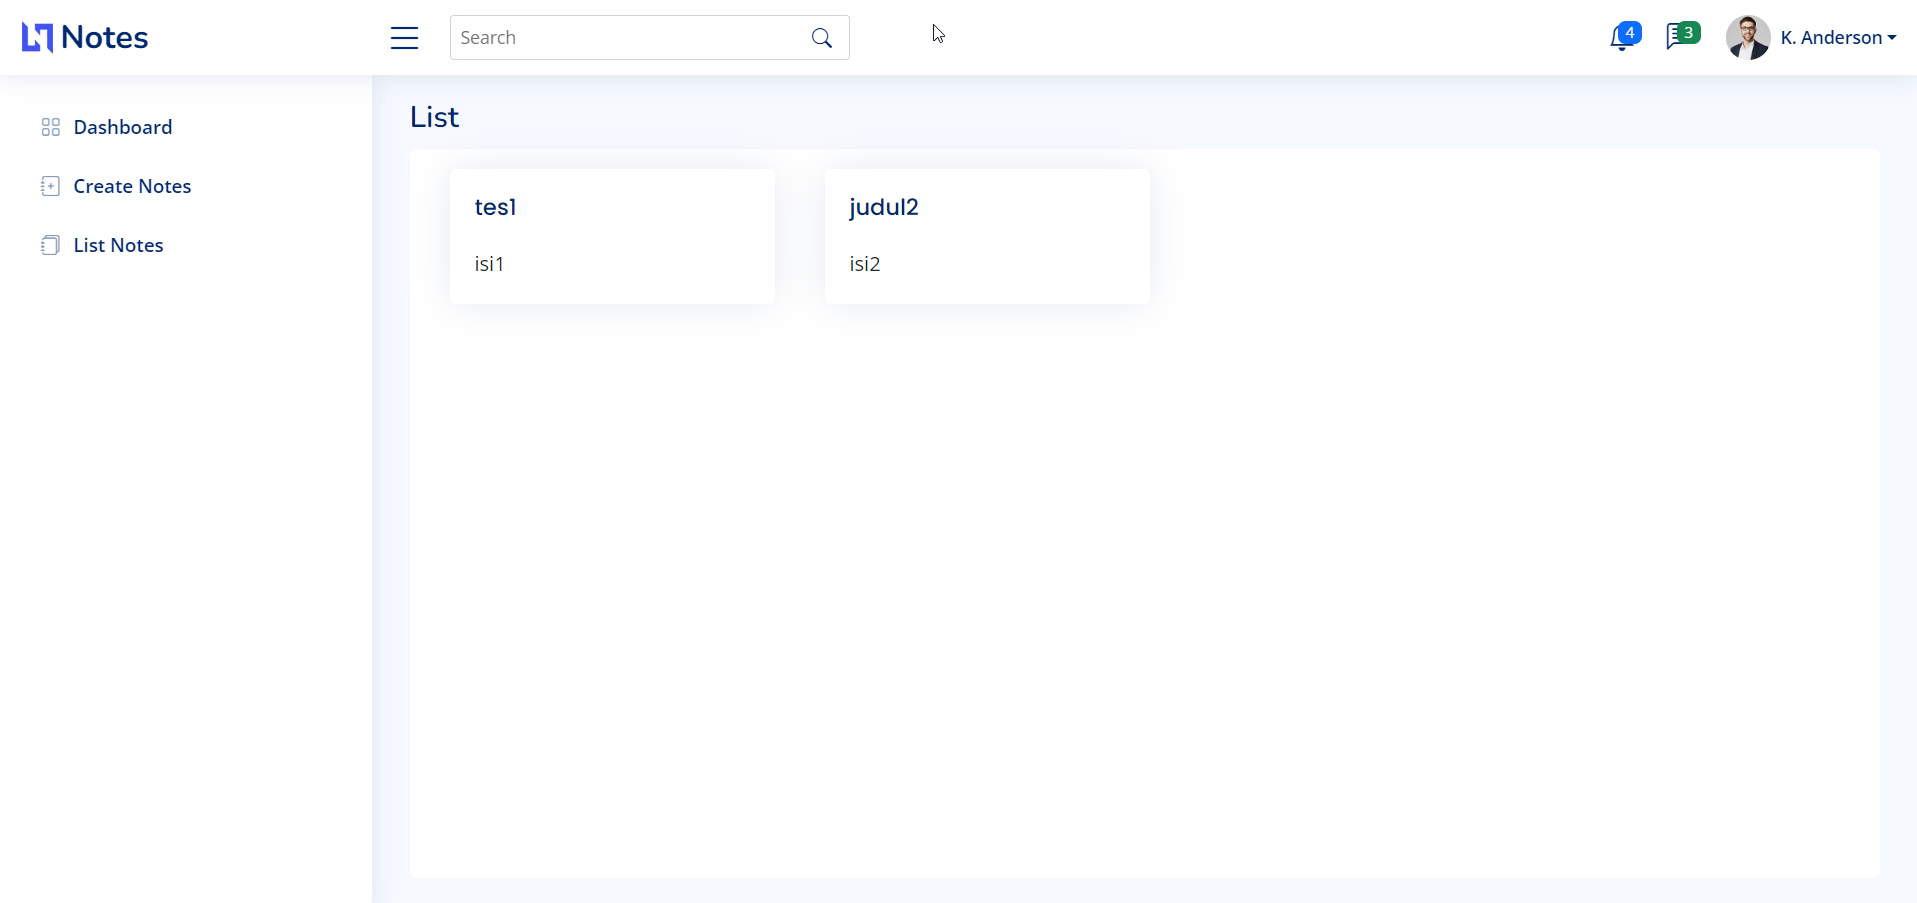 Notes
Search
4
3
K. Anderson
Dashboard
Create Notes
List Notes
List
tes1
isi1
judul2
isi2